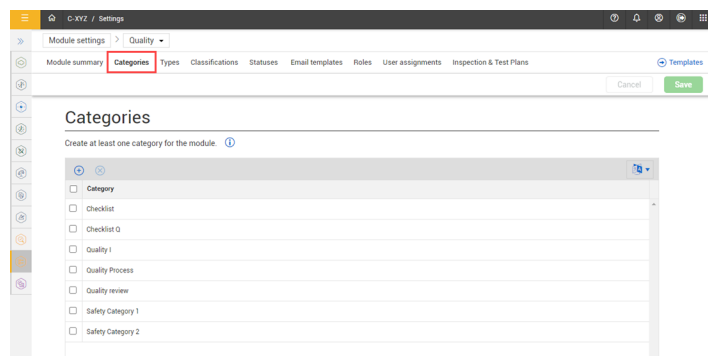 C-XYZ / Settings
Module settings > Quality
Module summary Categories Types Classifications Statuses Email templates Roles User assignments Inspection & Test Plans Templates
Cancel Save
Categories
Create at least one category for the module.
Category
Checklist
Checklist Q
Quality I
Quality Process
Quality review
Safety Category 1
Safety Category 2